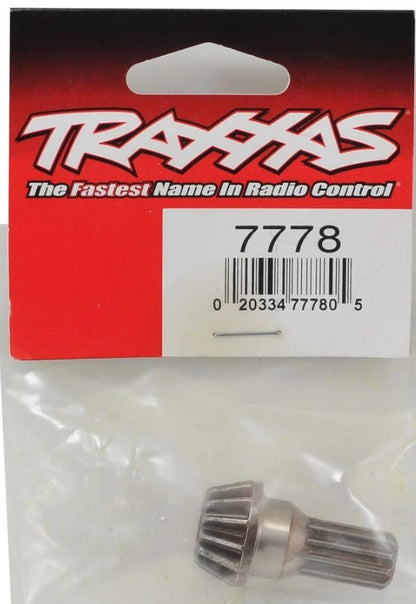 TRAXXAS
The Fastest Name In Radio Control®
7778
0 20334 77780 5